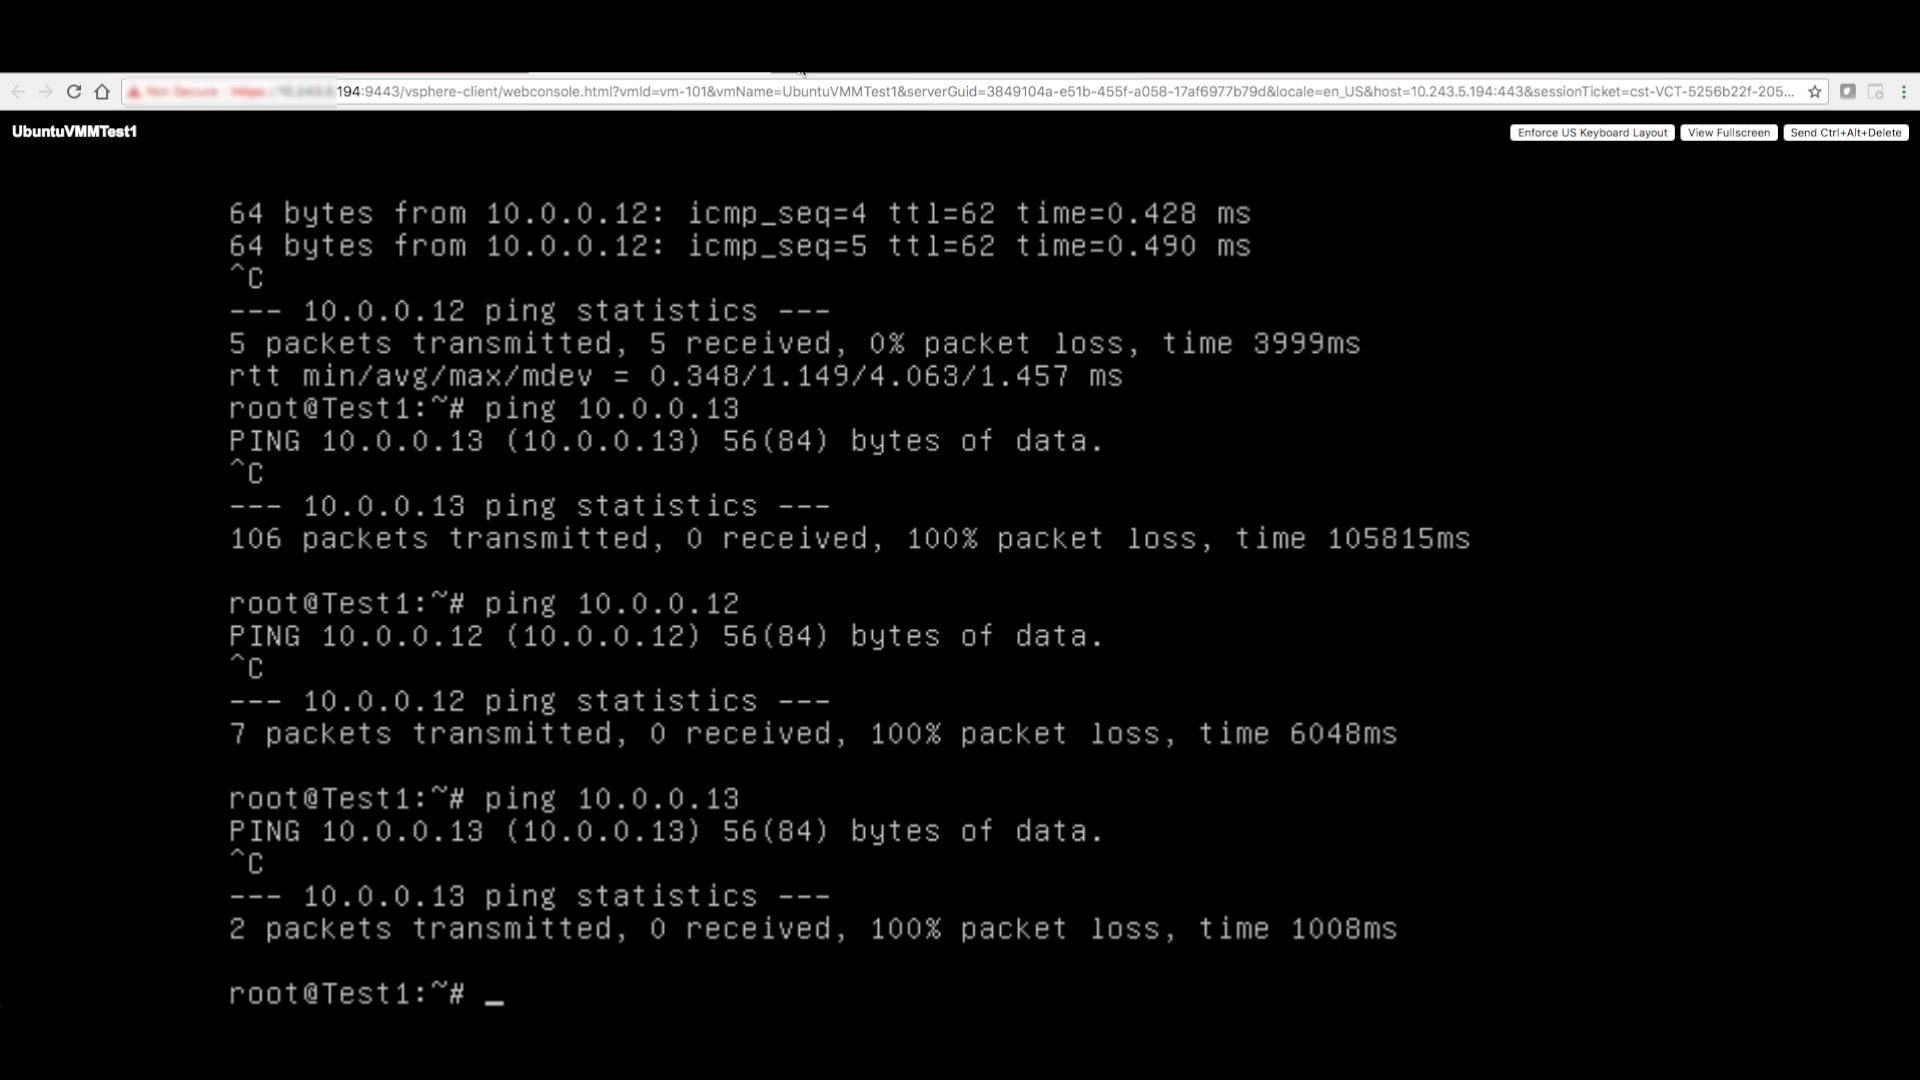 194:9443/vsphere-client/webconsole.html?vmId=vm-101&vmName=UbuntuVMMTest1&serverGuid=3849104a-e51b-455f-a058-17af6977b79d&locale=en_US&host=10.243.5.194:443&sessionTicket=cst-VCT-5256b22f-205...
UbuntuVMMTest1
Enforce US Keyboard Layout View Fullscreen Send Ctrl+Alt+Delete
64 bytes from 10.0.0.12: icmp_seq=4 ttl=62 time=0.428 ms
64 bytes from 10.0.0.12: icmp_seq=5 ttl=62 time=0.490 ms
^C
--- 10.0.0.12 ping statistics ---
5 packets transmitted, 5 received, 0% packet loss, time 3999ms
rtt min/avg/max/mdev = 0.348/1.149/4.063/1.457 ms
root@Test1:~# ping 10.0.0.13
PING 10.0.0.13 (10.0.0.13) 56(84) bytes of data.
^C
--- 10.0.0.13 ping statistics ---
106 packets transmitted, 0 received, 100% packet loss, time 105815ms
root@Test1:~# ping 10.0.0.12
PING 10.0.0.12 (10.0.0.12) 56(84) bytes of data.
^C
--- 10.0.0.12 ping statistics ---
7 packets transmitted, 0 received, 100% packet loss, time 6048ms
root@Test1:~# ping 10.0.0.13
PING 10.0.0.13 (10.0.0.13) 56(84) bytes of data.
^C
--- 10.0.0.13 ping statistics ---
2 packets transmitted, 0 received, 100% packet loss, time 1008ms
root@Test1:~# _